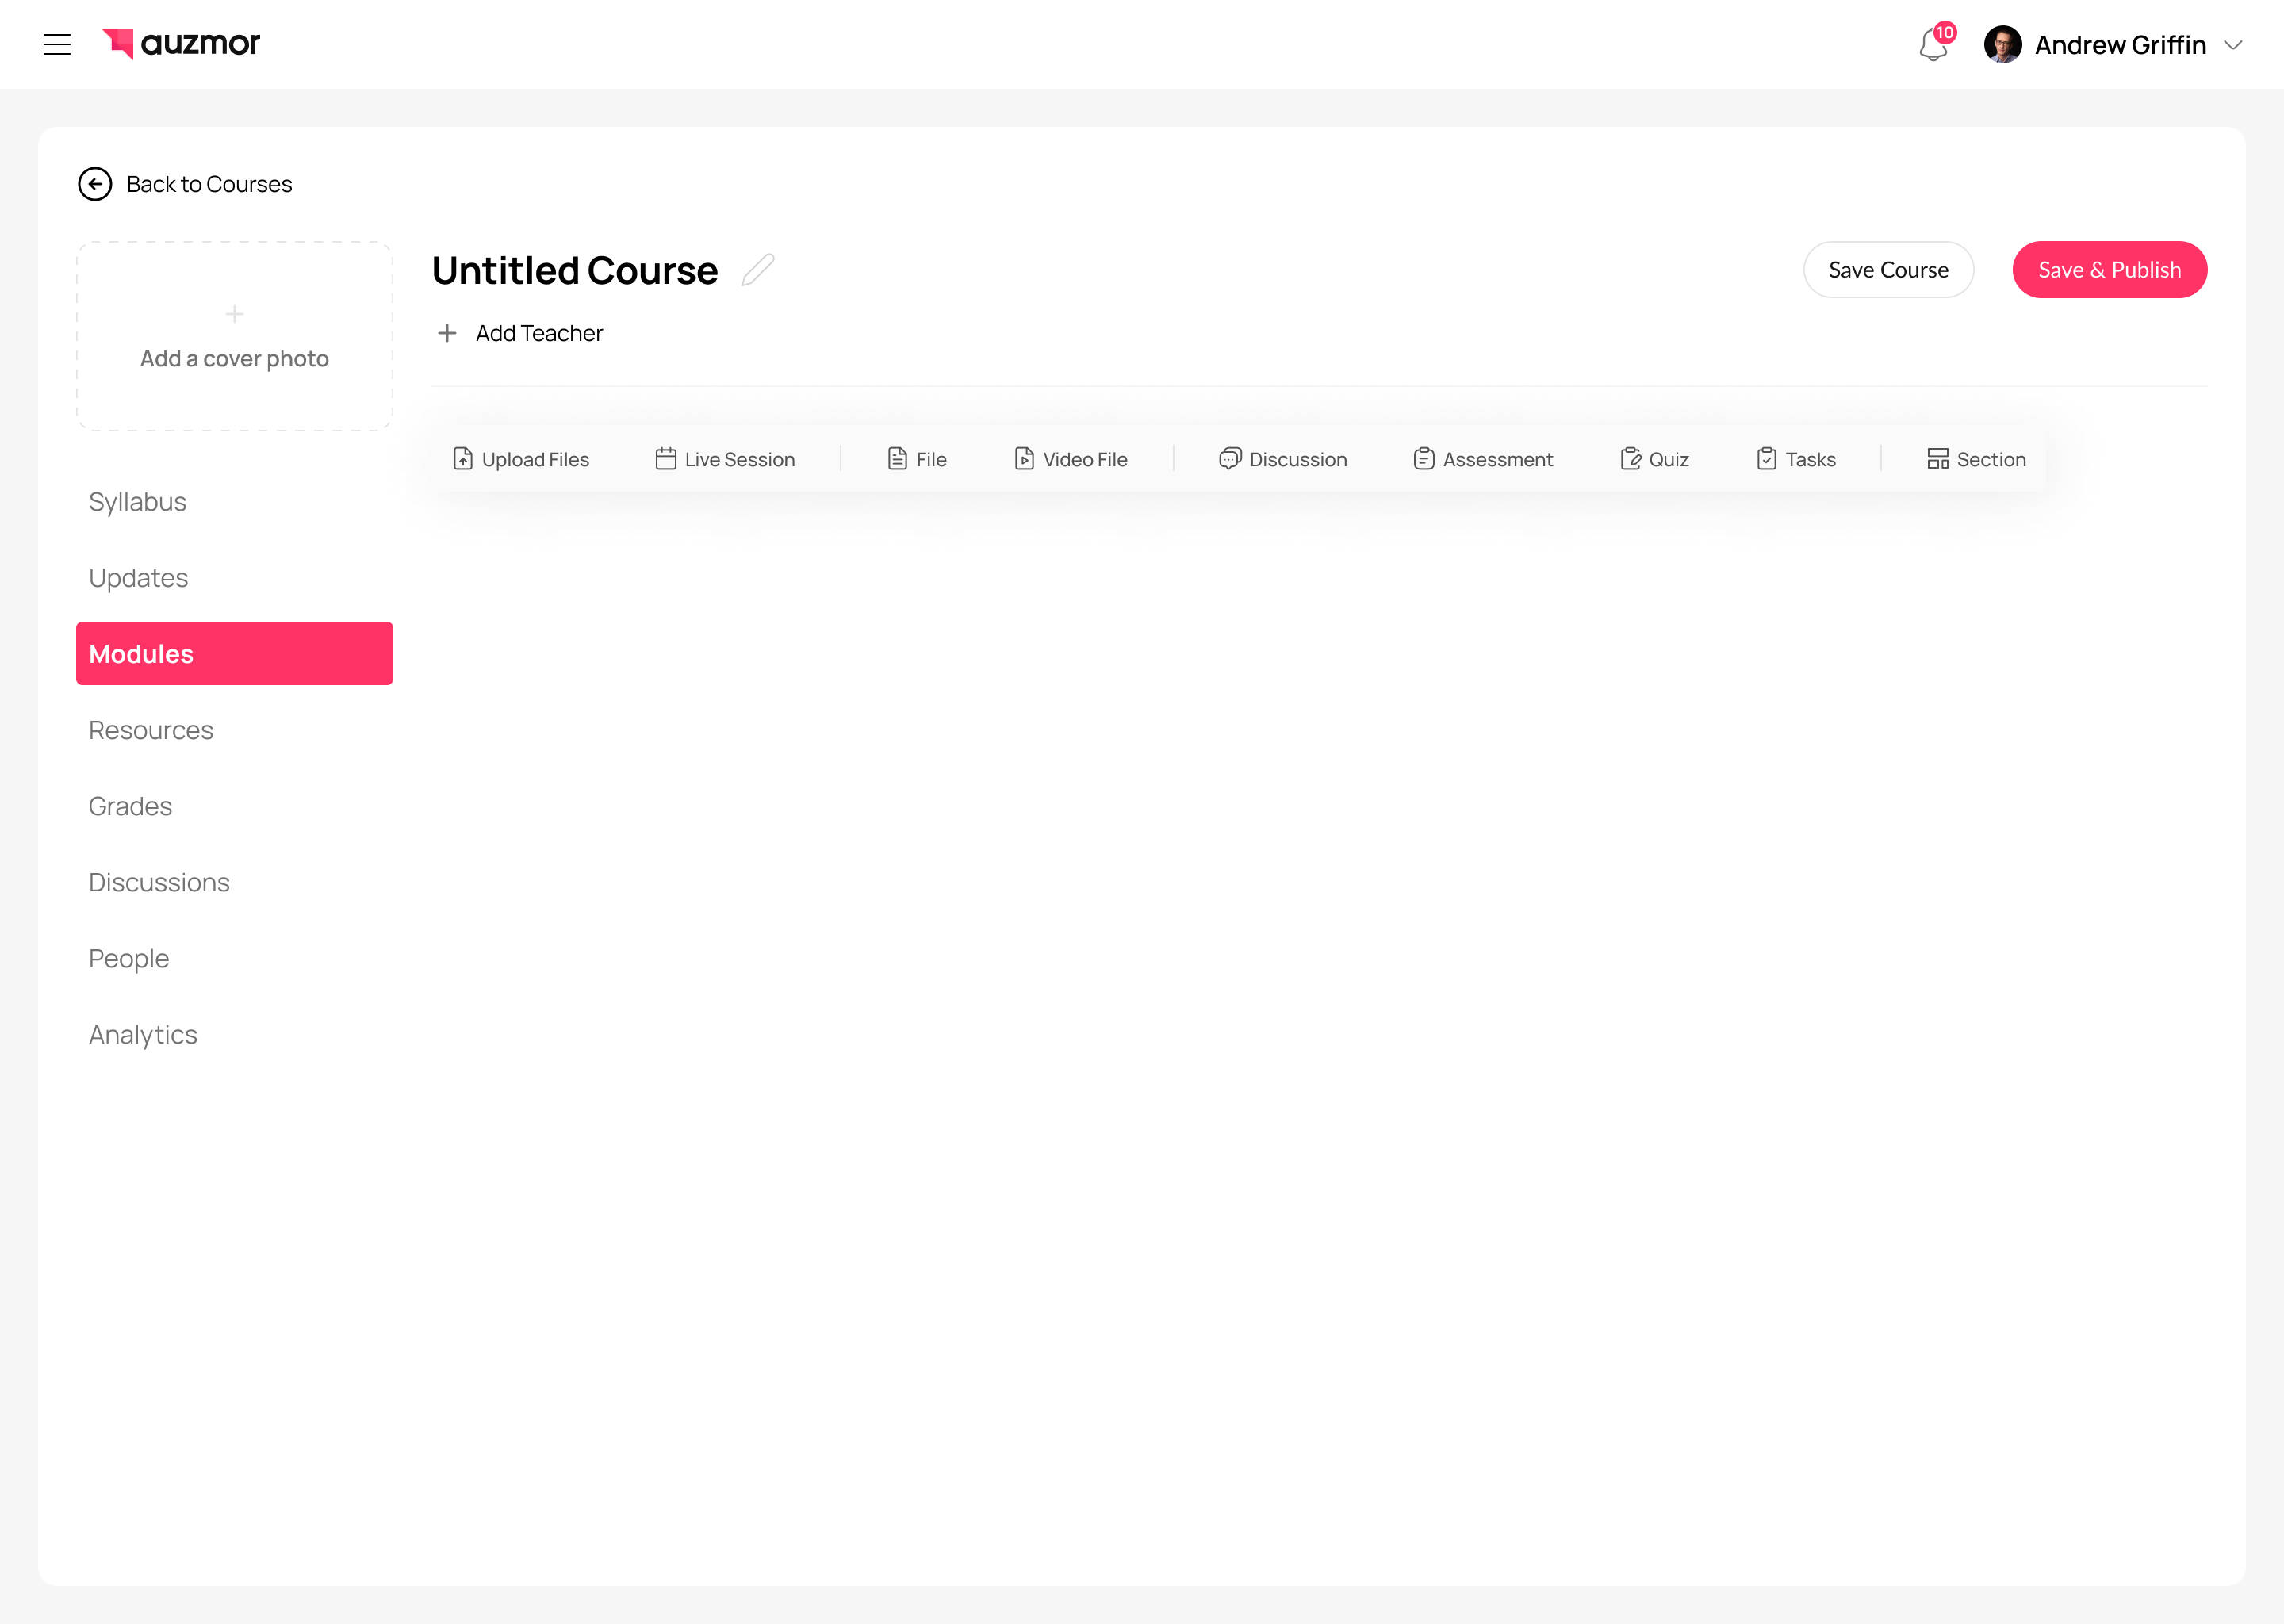 auzmor
10
Andrew Griffin
Back to Courses
Add a cover photo
Untitled Course
Save Course
Save & Publish
Add Teacher
Upload Files
Live Session
File
Video File
Discussion
Assessment
Quiz
Tasks
Section
Syllabus
Updates
Modules
Resources
Grades
Discussions
People
Analytics